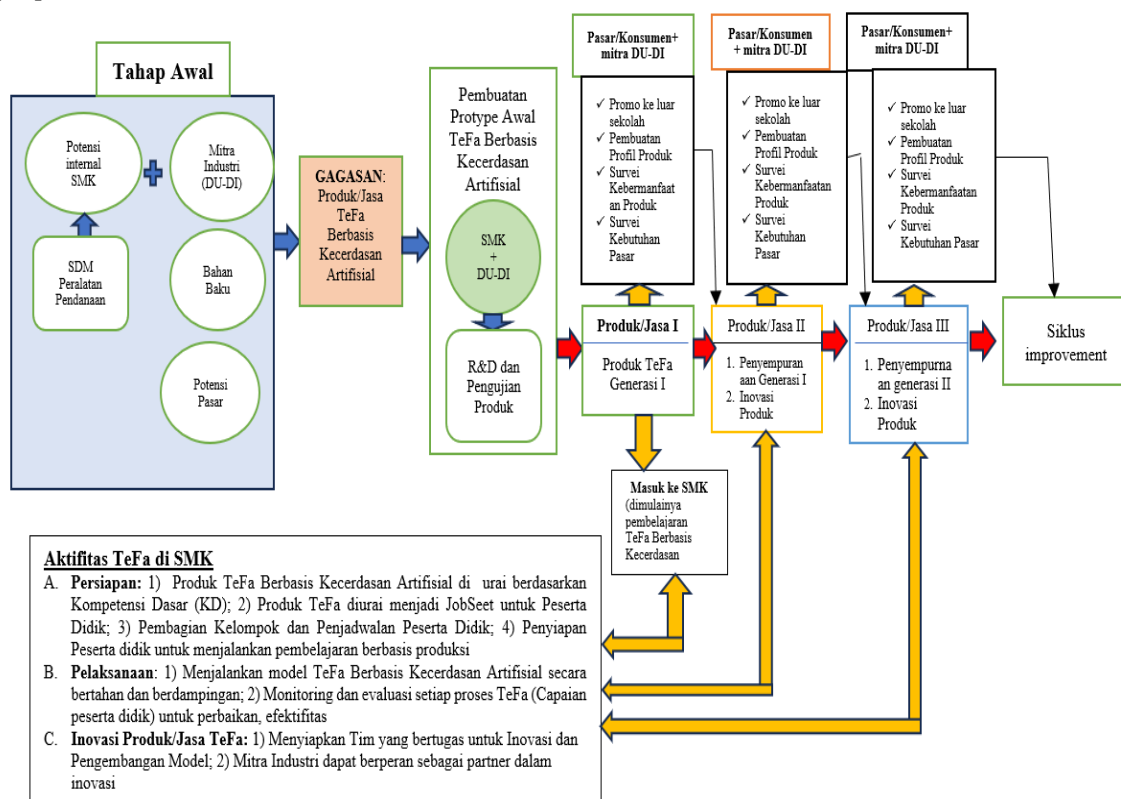 Tahap Awal
Potensi
internal
SMK
Mitra
Industri
(DU-DI)
SDM
Peralatan
Pendanaan
Bahan
Baku
Potensi
Pasar
GAGASAN:
Produk/Jasa
TeFa
Berbasis
Kecerdasan
Artifisial
Pembuatan
Protype Awal
TeFa Berbasis
Kecerdasan
Artifisial
SMK
+
DU-DI
R&D dan
Pengujian
Produk
Pasar/Konsumen+
mitra DU-DI
✓ Promo ke luar
sekolah
✓ Pembuatan
Profil Produk
✓ Survei
Kebermanfaat
an Produk
✓ Survei
Kebutuhan
Pasar
Pasar/Konsumen
+ mitra DU-DI
✓ Promo ke luar
sekolah
✓ Pembuatan
Profil Produk
✓ Survei
Kebermanfaatan
Produk
✓ Survei
Kebutuhan
Pasar
Pasar/Konsumen+
mitra DU-DI
✓ Promo ke luar
sekolah
✓ Pembuatan
Profil Produk
✓ Survei
Kebermanfaatan
Produk
✓ Survei
Kebutuhan Pasar
Produk/Jasa I
Produk TeFa
Generasi I
Produk/Jasa II
1. Penyempur
aan Generasi I
2. Inovasi
Produk
Produk/Jasa III
1. Penyempurna
an generasi II
2. Inovasi
Produk
Siklus
improvement
Masuk ke SMK
(dimulainya
pembelajaran
TeFa Berbasis
Kecerdasan
Aktifitas TeFa di SMK
A. Persiapan: 1) Produk TeFa Berbasis Kecerdasan Artifisial di urai berdasarkan
Kompetensi Dasar (KD); 2) Produk TeFa diurai menjadi JobSeet untuk Peserta
Didik; 3) Pembagian Kelompok dan Penjadwalan Peserta Didik; 4) Penyiapan
Peserta didik untuk menjalankan pembelajaran berbasis produksi
B. Pelaksanaan: 1) Menjalankan model TeFa Berbasis Kecerdasan Artifisial secara
bertahan dan berdampingan; 2) Monitoring dan evaluasi setiap proses TeFa (Capaian
peserta didik) untuk perbaikan, efektifitas
C. Inovasi Produk/Jasa TeFa: 1) Menyiapkan Tim yang bertugas untuk Inovasi dan
Pengembangan Model; 2) Mitra Industri dapat berperan sebagai partner dalam
inovasi